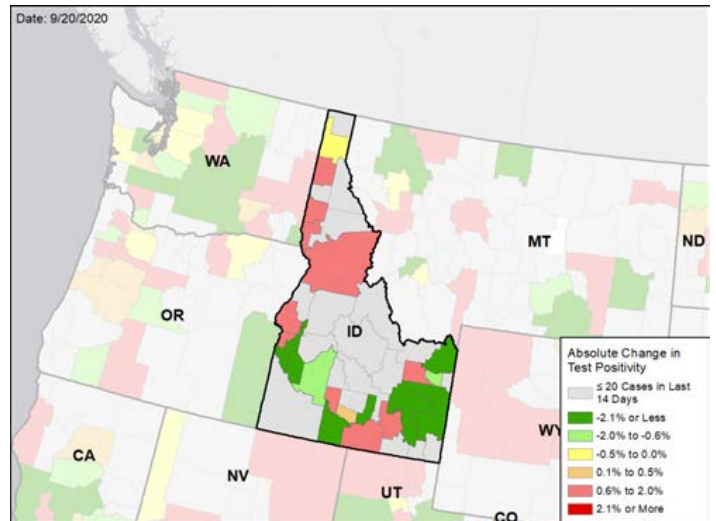 Date: 9/20/2020
WA
MT
ND
OR
ID
WY
CA
NV
UT
CO
Absolute Change in
Test Positivity
≤ 20 Cases in Last
14 Days
-2.1% or Less
-2.0% to -0.6%
-0.5% to 0.0%
0.1% to 0.5%
0.6% to 2.0%
2.1% or More